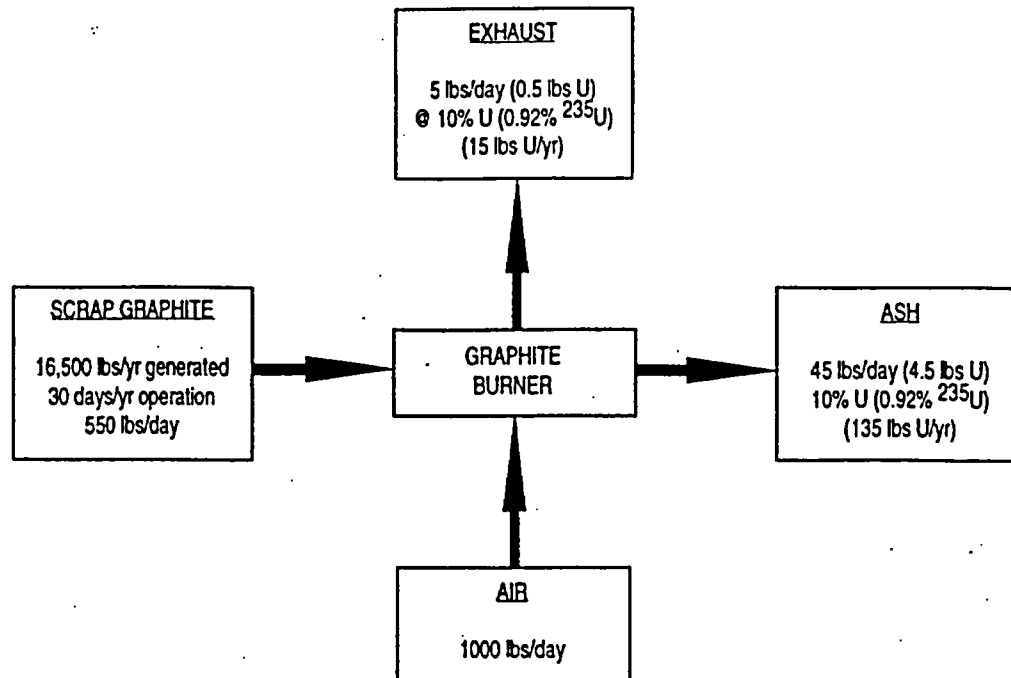 EXHAUST
5 lbs/day (0.5 lbs U)
@ 10% U (0.92% ²³⁵U)
(15 lbs U/yr)
SCRAP GRAPHITE
16,500 lbs/yr generated
30 days/yr operation
550 lbs/day
GRAPHITE
BURNER
ASH
45 lbs/day (4.5 lbs U)
10% U (0.92% ²³⁵U)
(135 lbs U/yr)
AIR
1000 lbs/day